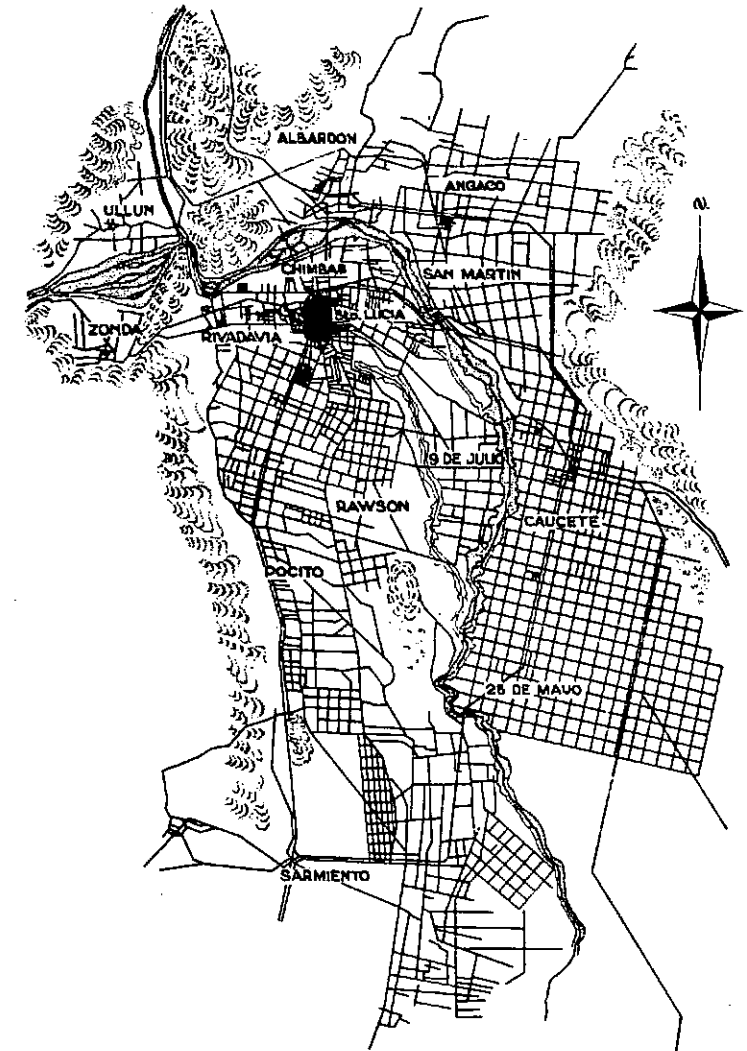 ALBARDON
ANGACO
ULLUN
N
CHIMBAS
SAN MARTIN
ZONDA
RIVADAVIA
Sta. LUCIA
9 DE JULIO
RAWSON
CAUCETE
POCITO
25 DE MAYO
SARMIENTO